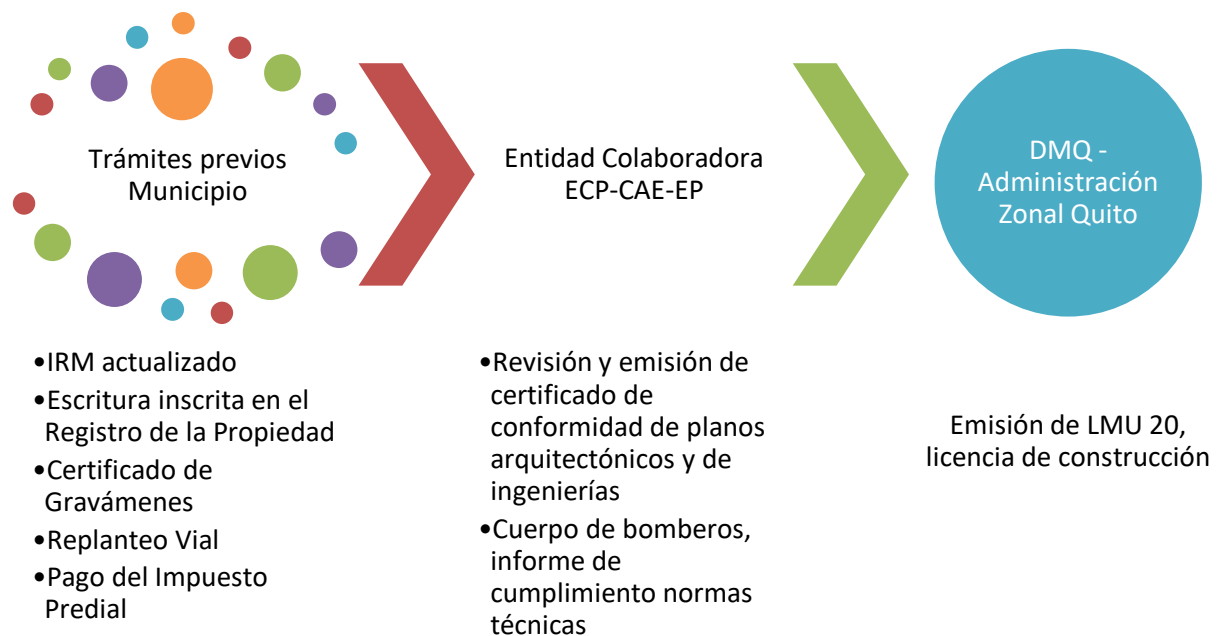 Trámites previos
Municipio
•IRM actualizado
•Escritura inscrita en el
Registro de la Propiedad
•Certificado de
Gravámenes
•Replanteo Vial
•Pago del Impuesto
Predial
Entidad Colaboradora
ECP-CAE-EP
•Revisión y emisión de
certificado de
conformidad de planos
arquitectónicos y de
ingenierías
•Cuerpo de bomberos,
informe de
cumplimiento normas
técnicas
DMQ -
Administración
Zonal Quito
Emisión de LMU 20,
licencia de construcción